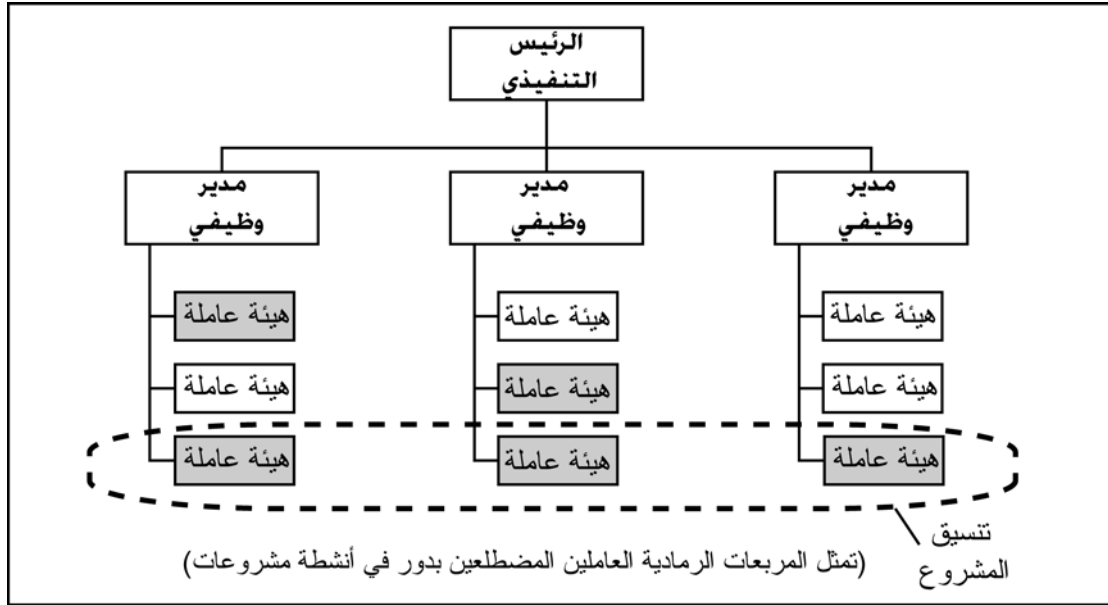 الرئيس
التنفيذي
مدير
وظيفي
مدير
وظيفي
مدير
وظيفي
هيئة عاملة
هيئة عاملة
هيئة عاملة
هيئة عاملة
هيئة عاملة
هيئة عاملة
هيئة عاملة
هيئة عاملة
هيئة عاملة
تنسيق
المشروع
(تمثل المربعات الرمادية العاملين المضطلعين بدور في أنشطة مشروعات)